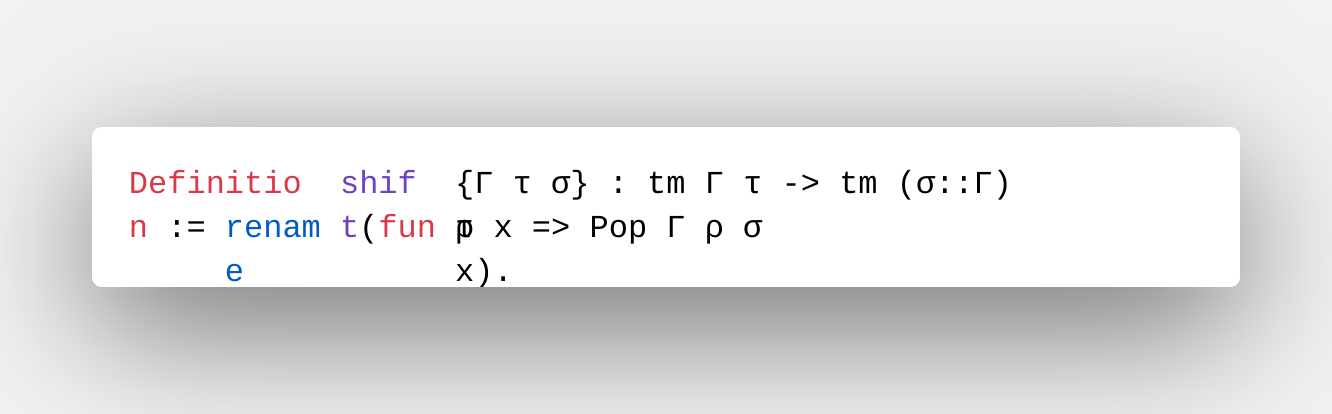 Definitio shif {Γ τ σ} : tm Γ τ -> tm (σ::Γ)
n := renam t(fun ρ x => Pop Γ ρ σ
e x).